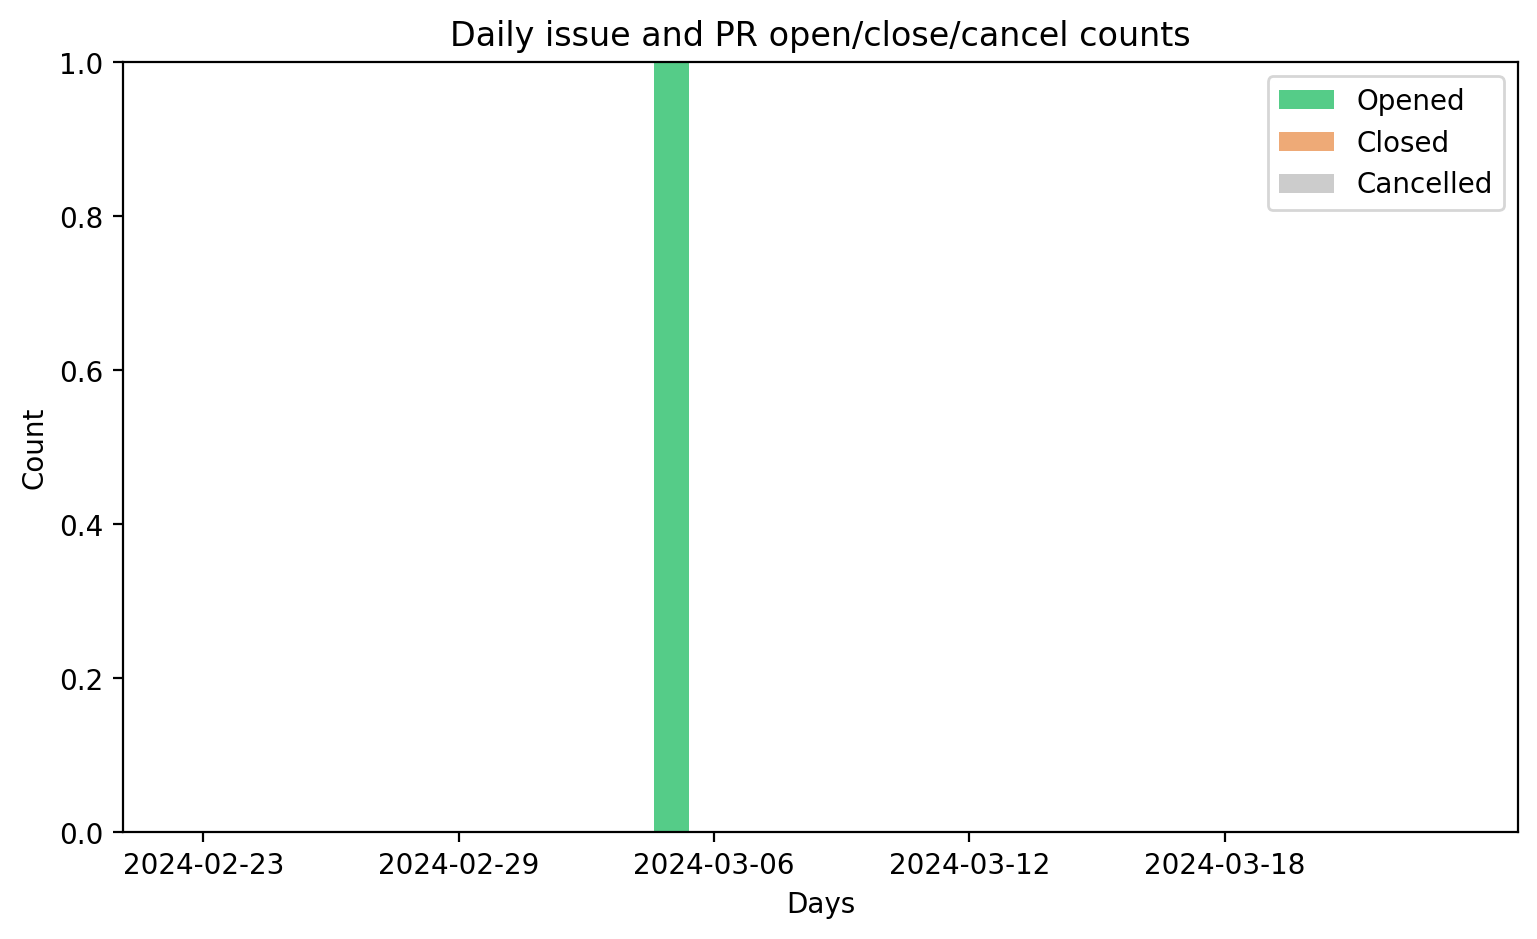 Daily issue and PR open/close/cancel counts
1.0
0.8
0.6
0.4
0.2
0.0
Count
Opened
Closed
Cancelled
2024-02-23
2024-02-29
2024-03-06
2024-03-12
2024-03-18
Days